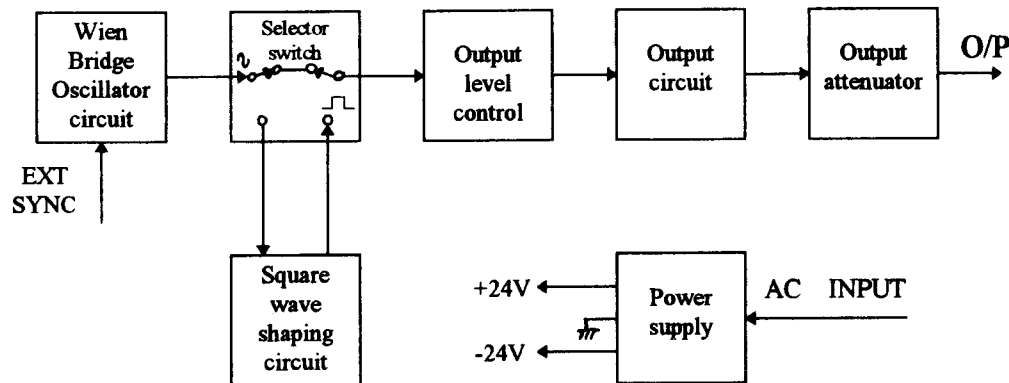 Wien
Bridge
Oscillator
circuit
Selector
switch
Output
level
control
Output
circuit
Output
attenuator
O/P
EXT
SYNC
Square
wave
shaping
circuit
+24V
-24V
Power
supply
AC INPUT